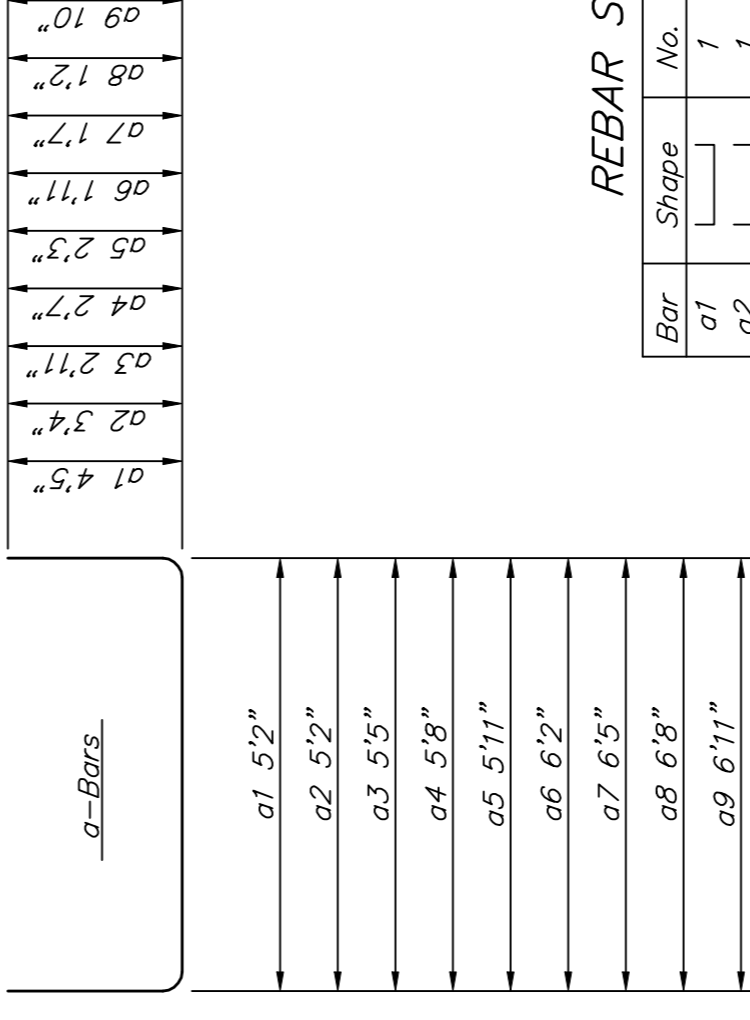 a9 10"
a8 1'2"
a7 1'7"
a6 1'11"
a5 2'3"
a4 2'7"
a3 2'11"
a2 3'4"
a1 4'5"
a-Bars
a1 5'2"
a2 5'2"
a3 5'5"
a4 5'8"
a5 5'11"
a6 6'2"
a7 6'5"
a8 6'8"
a9 6'11"
REBAR S
Bar Shape No.
a1 1
a2 1